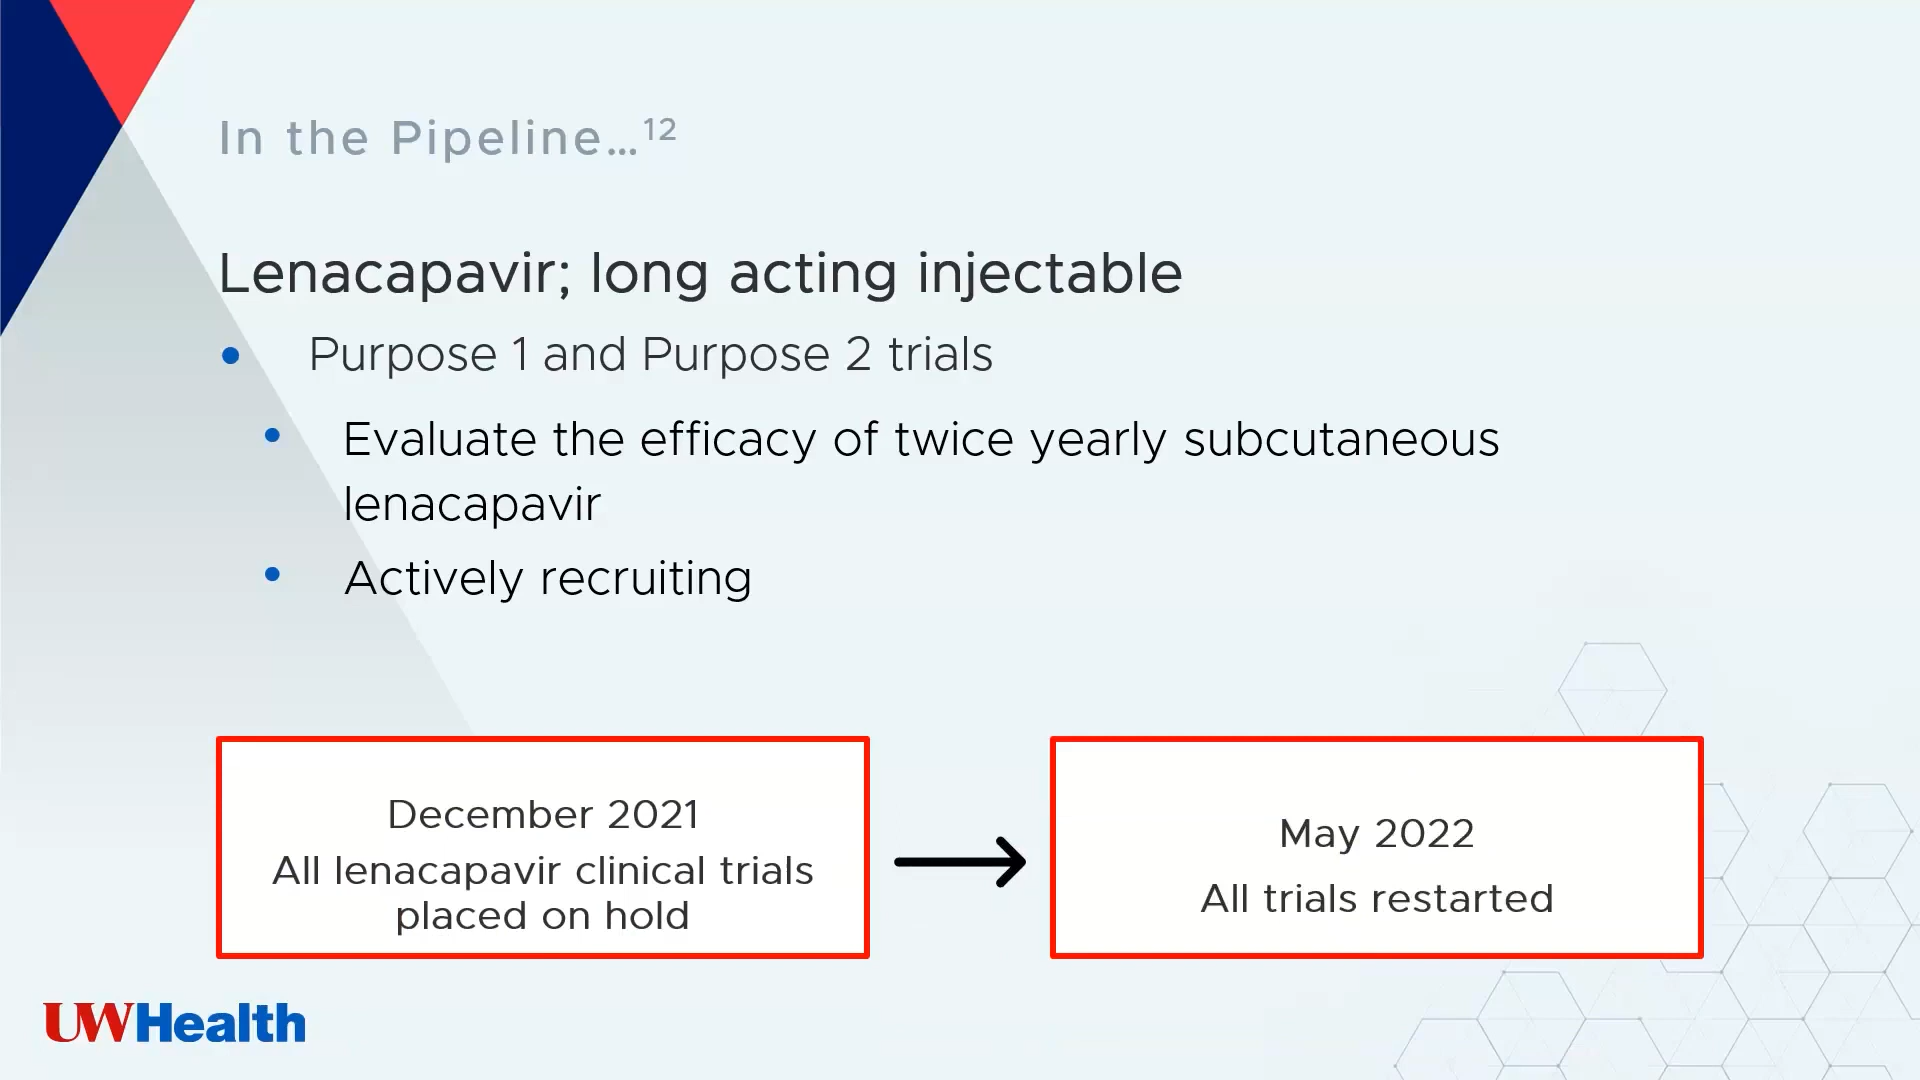 In the Pipeline…¹²
Lenacapavir; long acting injectable
• Purpose 1 and Purpose 2 trials
• Evaluate the efficacy of twice yearly subcutaneous
lenacapavir
• Actively recruiting
December 2021
All lenacapavir clinical trials
placed on hold
May 2022
All trials restarted
UWHealth